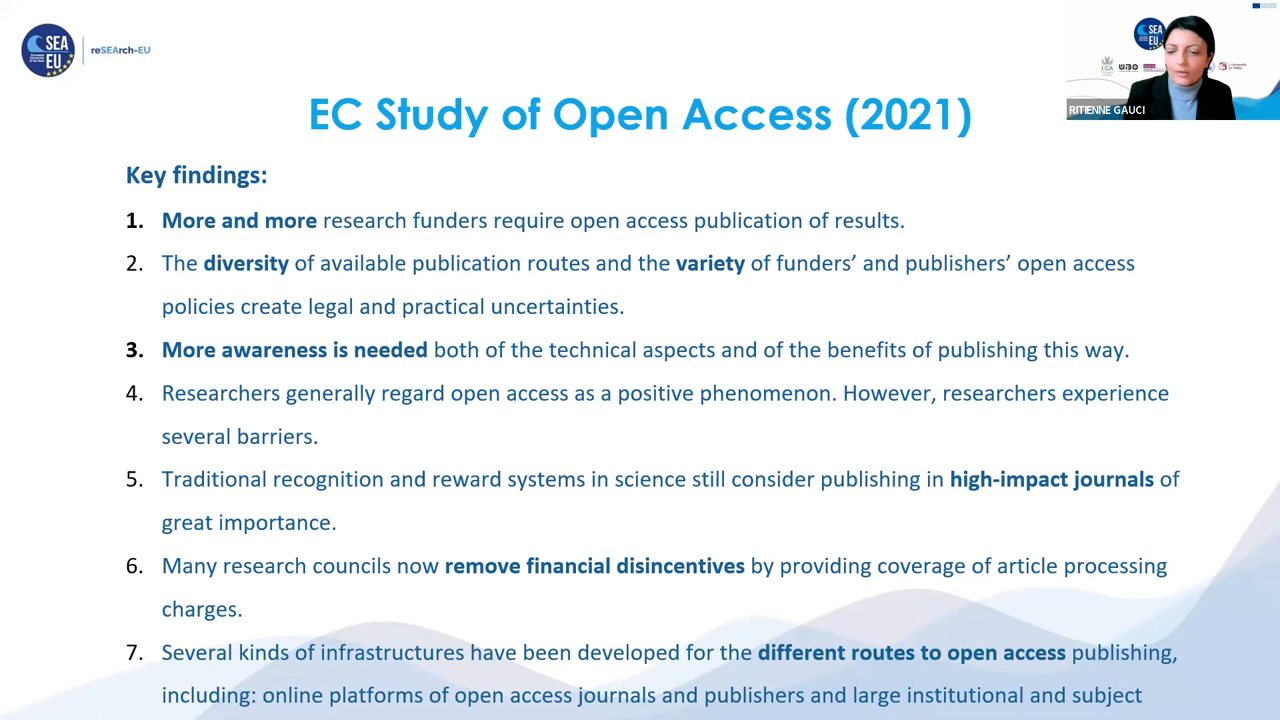 SEA
EU
reSEArch-EU
SEA
EU
UBO
RITIENNE GAUCI
EC Study of Open Access (2021)
Key findings:
1. More and more research funders require open access publication of results.
2. The diversity of available publication routes and the variety of funders’ and publishers’ open access
policies create legal and practical uncertainties.
3. More awareness is needed both of the technical aspects and of the benefits of publishing this way.
4. Researchers generally regard open access as a positive phenomenon. However, researchers experience
several barriers.
5. Traditional recognition and reward systems in science still consider publishing in high-impact journals of
great importance.
6. Many research councils now remove financial disincentives by providing coverage of article processing
charges.
7. Several kinds of infrastructures have been developed for the different routes to open access publishing,
including: online platforms of open access journals and publishers and large institutional and subject